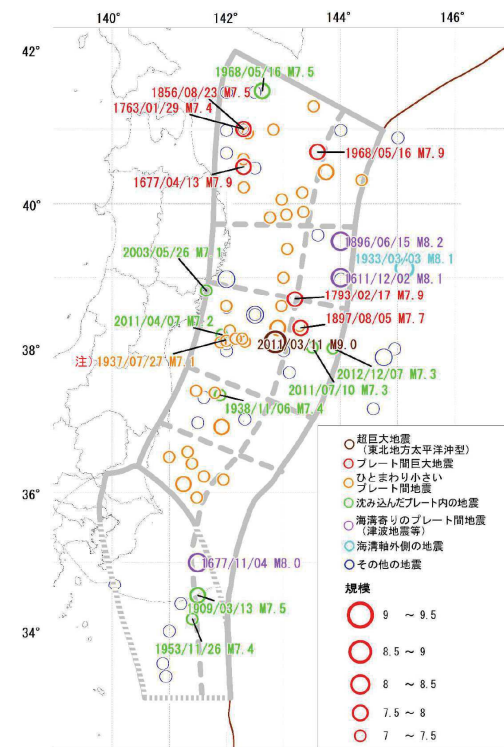 140° 142° 144° 146°
42°
40°
38°
36°
34°
1968/05/16 M7.5
1856/08/23 M7.5
1763/01/29 M7.4
1968/05/16 M7.9
1677/04/13 M7.9
1896/06/15 M8.2
1933/03/03 M8.1
2003/05/26 M7.1
1611/12/02 M8.1
1793/02/17 M7.9
2011/04/07 M7.2
1897/08/05 M7.7
2011/03/11 M9.0
注) 1937/07/27 M7.1
2012/12/07 M7.3
2011/07/10 M7.3
1938/11/06 M7.4
1677/11/04 M8.0
1909/03/13 M7.5
1953/11/26 M7.4
超巨大地震
(東北地方太平洋沖型)
プレート間巨大地震
ひとまわり小さい
プレート間地震
沈み込んだプレート内の地震
海溝寄りのプレート間地震
(津波地震等)
海溝軸外側の地震
その他の地震
規模
9 ～ 9.5
8.5 ～ 9
8 ～ 8.5
7.5 ～ 8
7 ～ 7.5